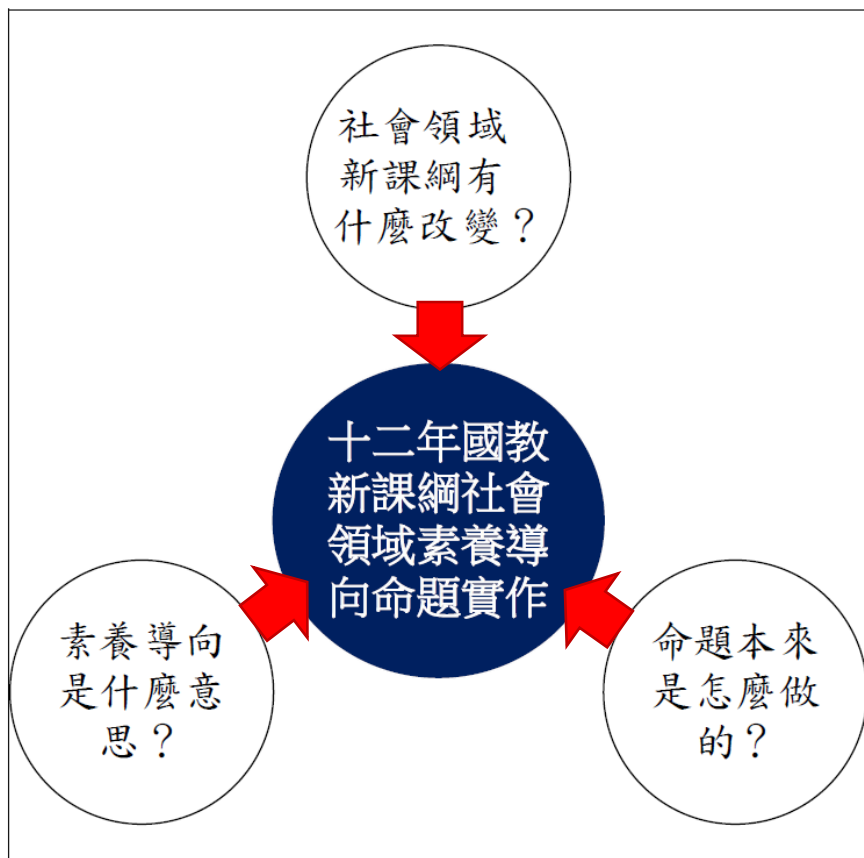 社會領域
新課綱有
什麼改變？
十二年國教
新課綱社會
領域素養導
向命題實作
素養導向
是什麼意
思？
命題本來
是怎麼做
的？